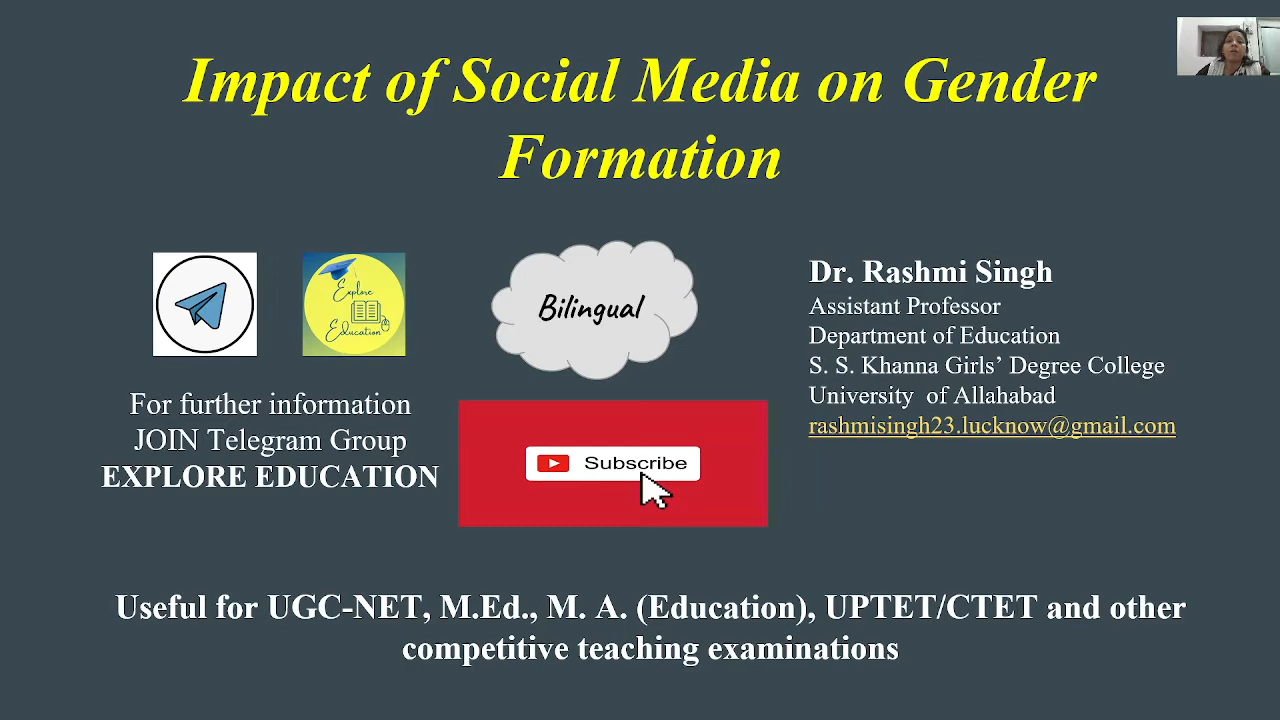 Impact of Social Media on Gender
Formation
Explore
Education
Bilingual
For further information
JOIN Telegram Group
EXPLORE EDUCATION
Subscribe
Dr. Rashmi Singh
Assistant Professor
Department of Education
S. S. Khanna Girls’ Degree College
University of Allahabad
rashmisingh23.lucknow@gmail.com
Useful for UGC-NET, M.Ed., M. A. (Education), UPTET/CTET and other
competitive teaching examinations